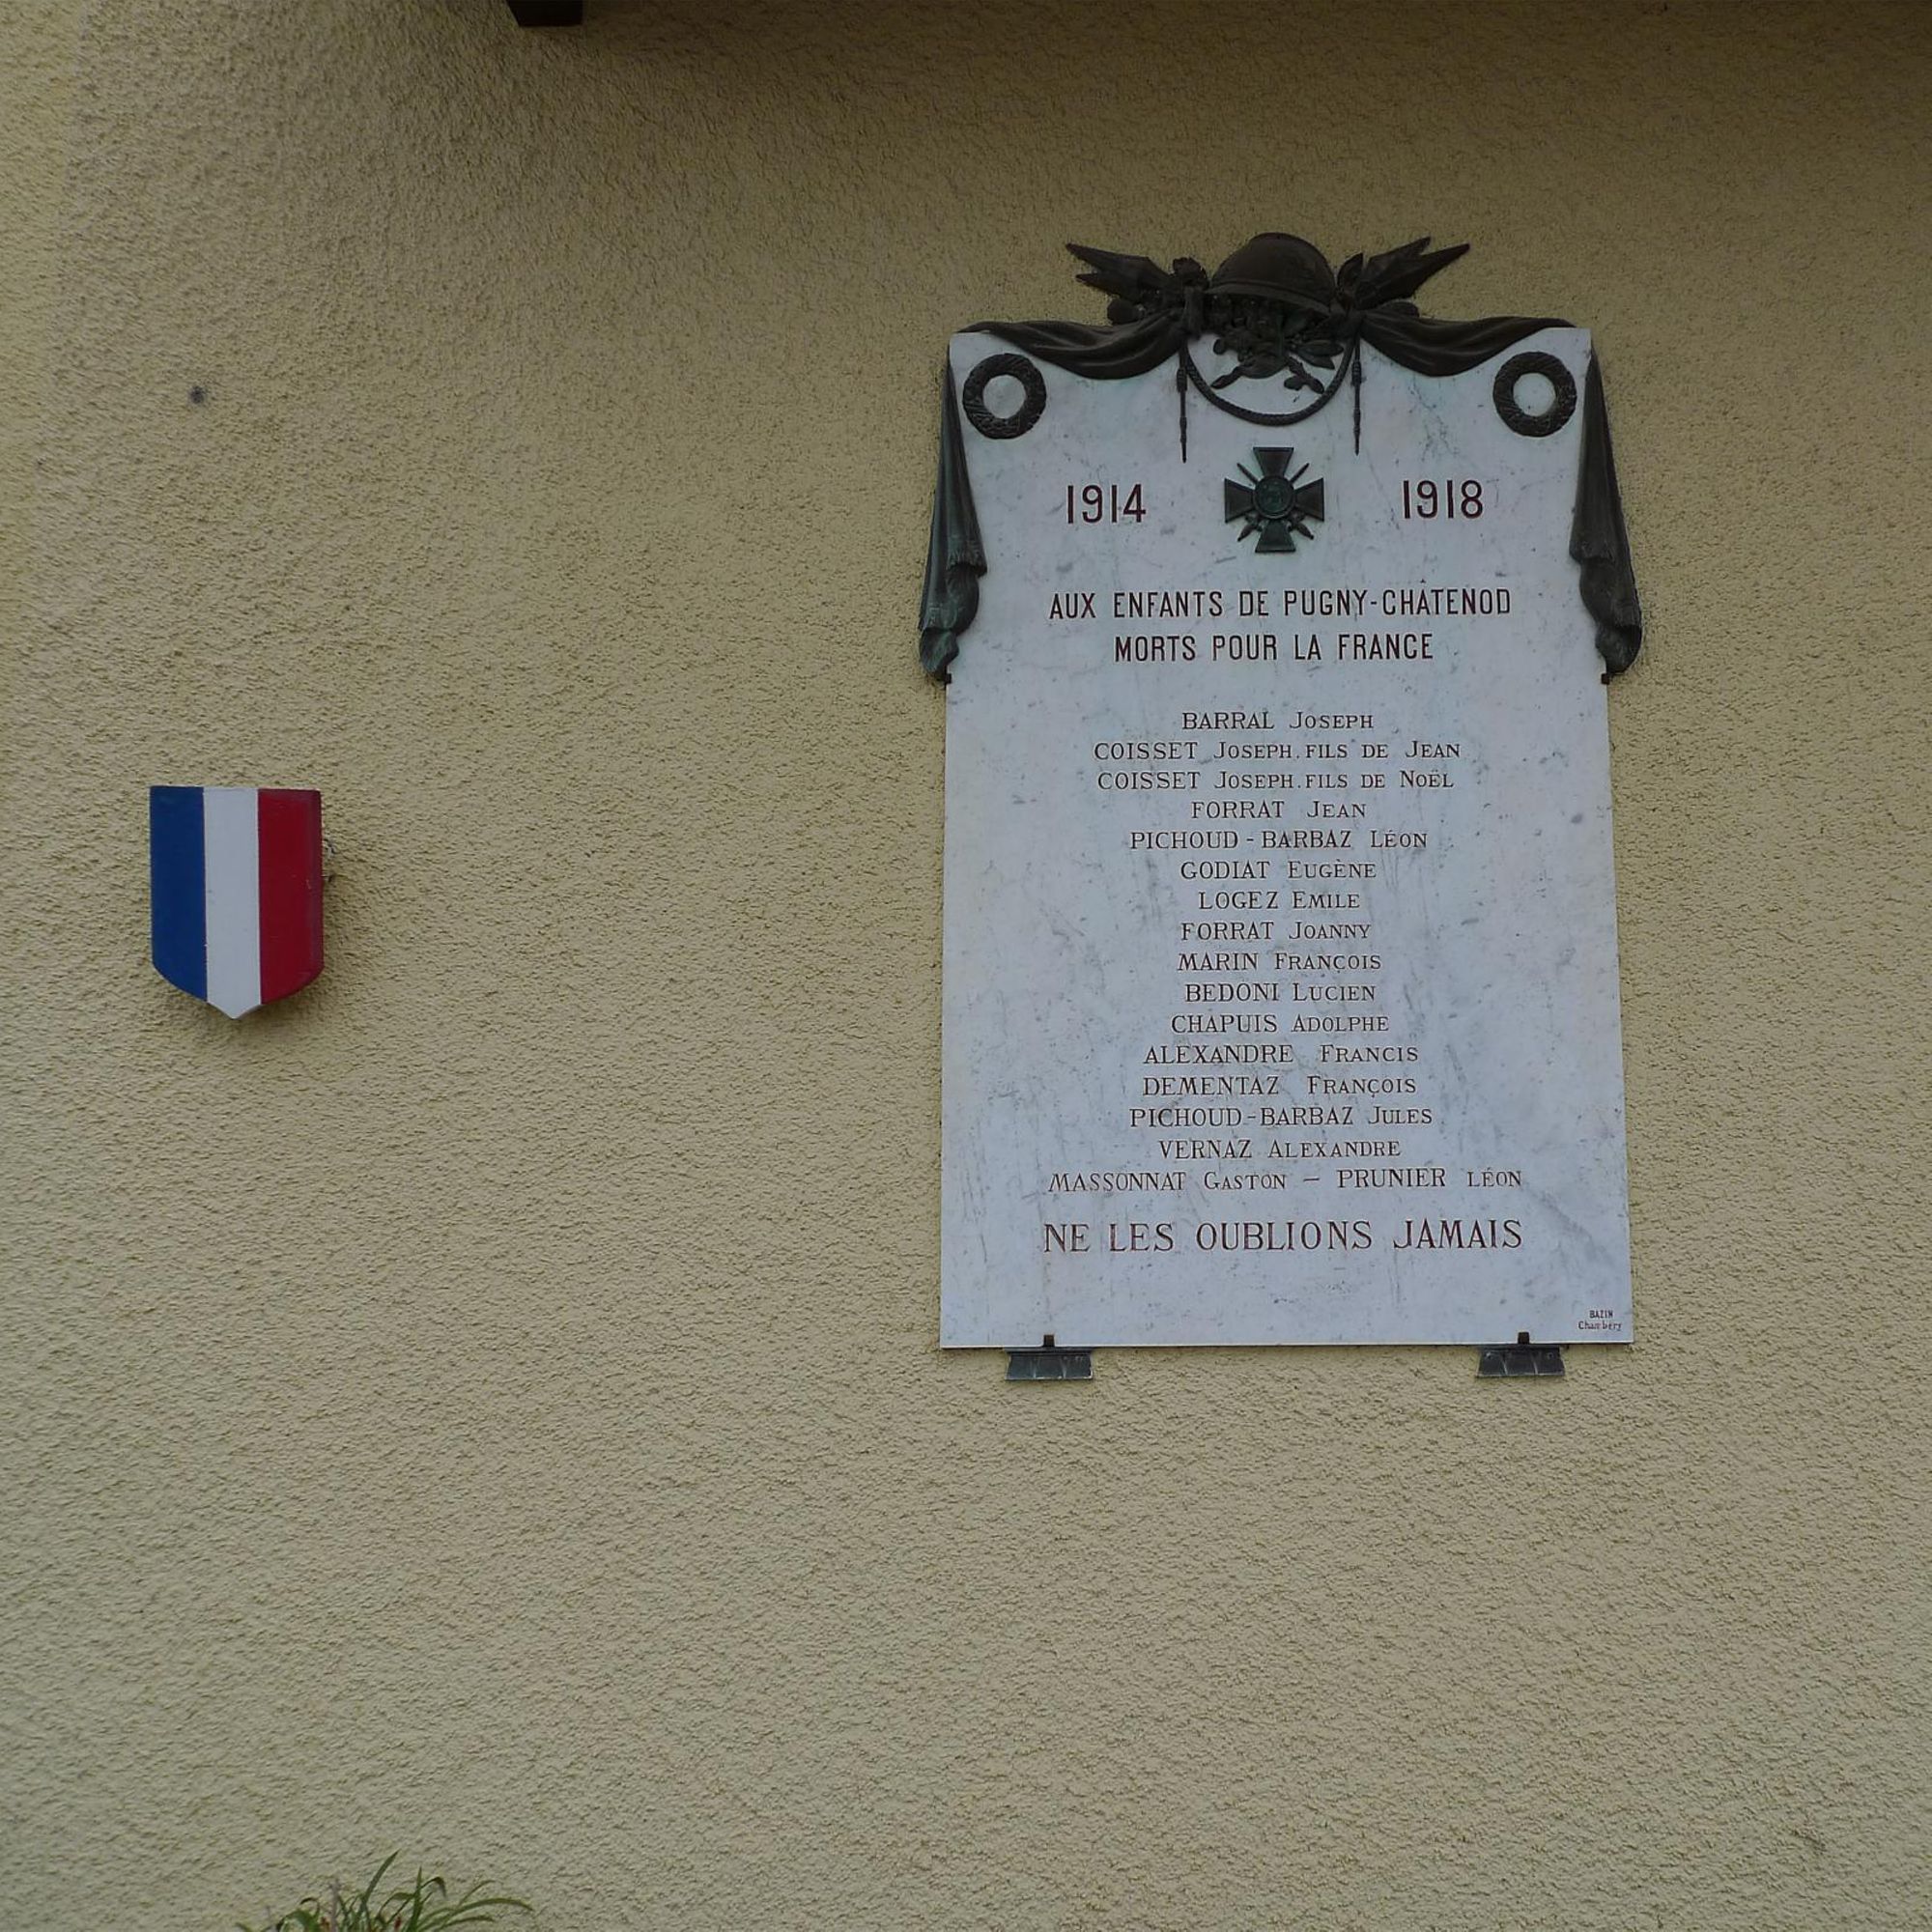 1914 1918
AUX ENFANTS DE PUGNY-CHÂTENOD
MORTS POUR LA FRANCE
BARRAL JOSEPH
COISSET JOSEPH.FILS DE JEAN
COISSET JOSEPH.FILS DE NOËL
FORRAT JEAN
PICHOUD-BARBAZ LÉON
GODIAT EUGÈNE
LOGEZ EMILE
FORRAT JOANNY
MARIN FRANÇOIS
BEDONI LUCIEN
CHAPUIS ADOLPHE
ALEXANDRE FRANCIS
DEMENTAZ FRANÇOIS
PICHOUD-BARBAZ JULES
VERNAZ ALEXANDRE
MASSONNAT GASTON – PRUNIER LÉON
NE LES OUBLIONS JAMAIS
BAZIN
Chambéry